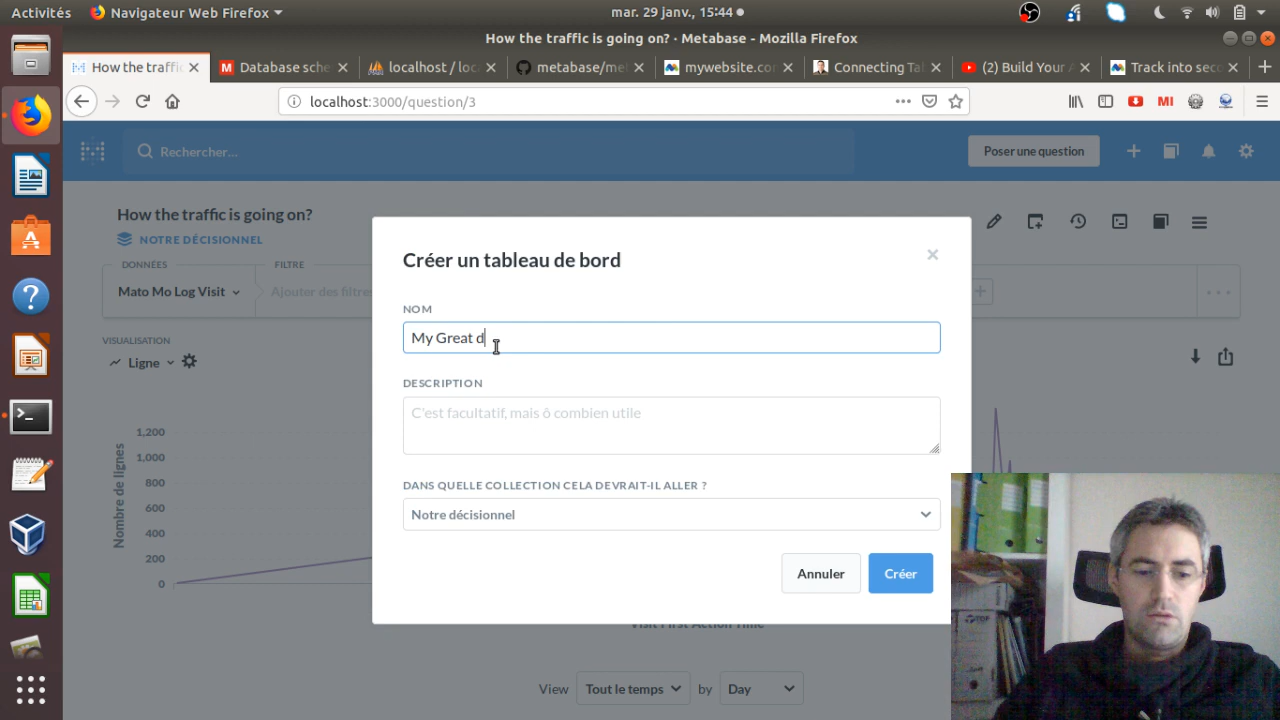 Activités
Navigateur Web Firefox
mar. 29 janv., 15:44
How the traffic is going on? · Metabase - Mozilla Firefox
How the traffi
Database sche
localhost / loc
metabase/met
mywebsite.co
Connecting Ta
(2) Build Your A
Track into seco
localhost:3000/question/3
MI
Rechercher...
Poser une question
How the traffic is going on?
NOTRE DÉCISIONNEL
DONNÉES
FILTRE
Mato Mo Log Visit
Ajouter des filtres
VISUALISATION
Ligne
Créer un tableau de bord
NOM
My Great d
DESCRIPTION
C'est facultatif, mais ô combien utile
DANS QUELLE COLLECTION CELA DEVRAIT-IL ALLER ?
Notre décisionnel
Annuler
Créer
Nombre de lignes
1,200
1,000
800
600
400
200
0
Visit First Action Time
View
Tout le temps
by
Day